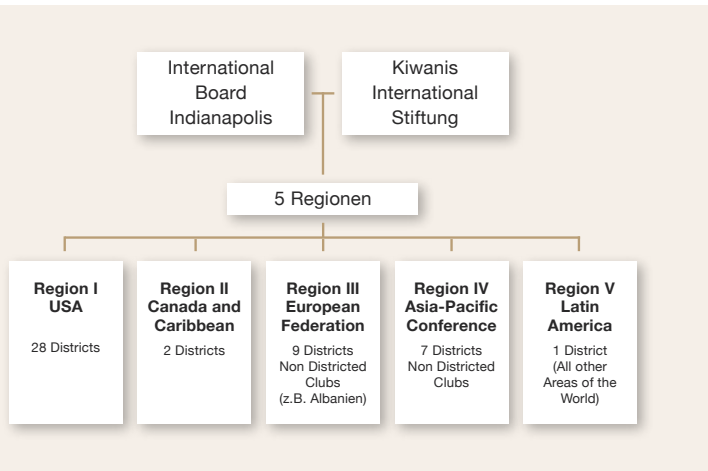 International
Board
Indianapolis
Kiwanis
International
Stiftung
5 Regionen
Region I
USA
28 Districts
Region II
Canada and
Caribbean
2 Districts
Region III
European
Federation
9 Districts
Non Districted
Clubs
(z.B. Albanien)
Region IV
Asia-Pacific
Conference
7 Districts
Non Districted
Clubs
Region V
Latin
America
1 District
(All other
Areas of the
World)